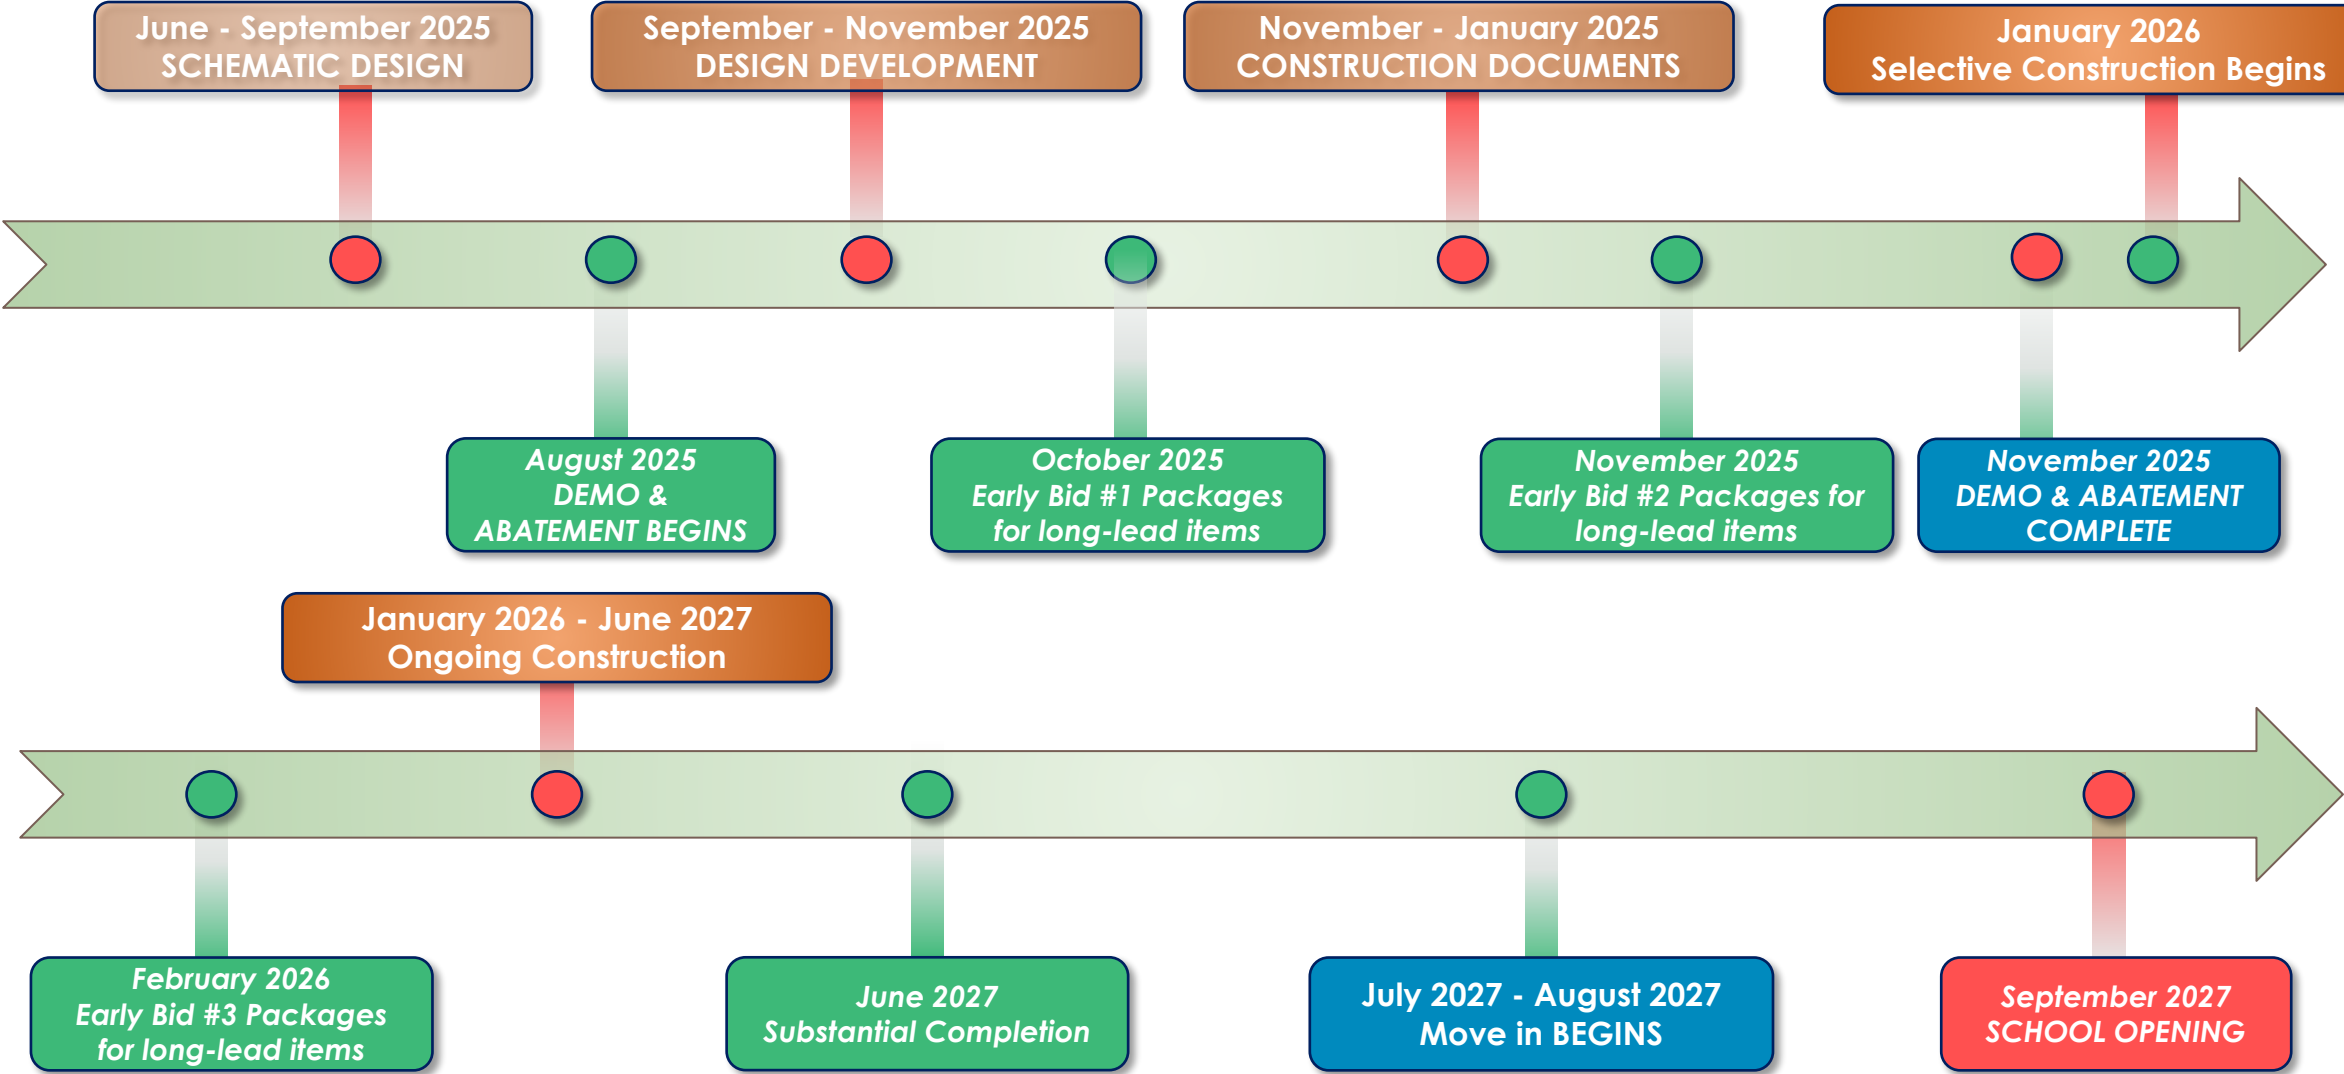 June - September 2025
SCHEMATIC DESIGN
September - November 2025
DESIGN DEVELOPMENT
November - January 2025
CONSTRUCTION DOCUMENTS
January 2026
Selective Construction Begins
August 2025
DEMO &
ABATEMENT BEGINS
October 2025
Early Bid #1 Packages
for long-lead items
November 2025
Early Bid #2 Packages for
long-lead items
November 2025
DEMO & ABATEMENT
COMPLETE
January 2026 - June 2027
Ongoing Construction
February 2026
Early Bid #3 Packages
for long-lead items
June 2027
Substantial Completion
July 2027 - August 2027
Move in BEGINS
September 2027
SCHOOL OPENING